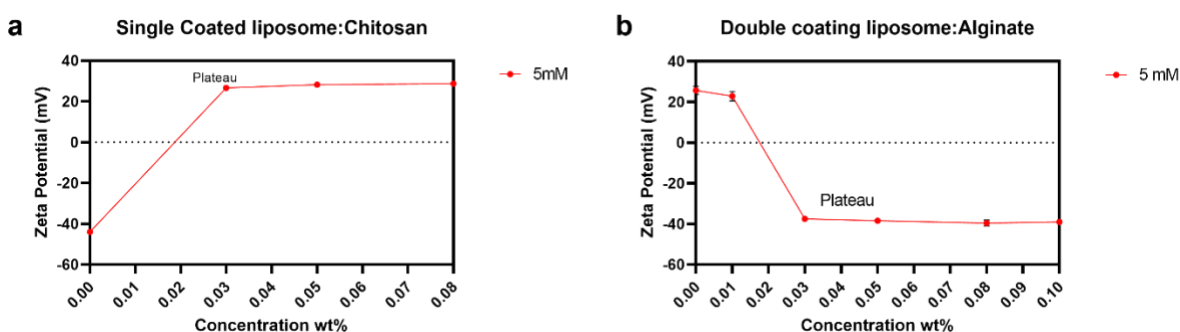 a
Single Coated liposome:Chitosan
Zeta Potential (mV)
40
20
0
-20
-40
-60
Plateau
5mM
0.00
0.01
0.02
0.03
0.04
0.05
0.06
0.07
0.08
Concentration wt%
b
Double coating liposome:Alginate
Zeta Potential (mV)
40
20
0
-20
-40
-60
Plateau
5 mM
0.00
0.01
0.02
0.03
0.04
0.05
0.06
0.07
0.08
0.09
0.10
Concentration wt%